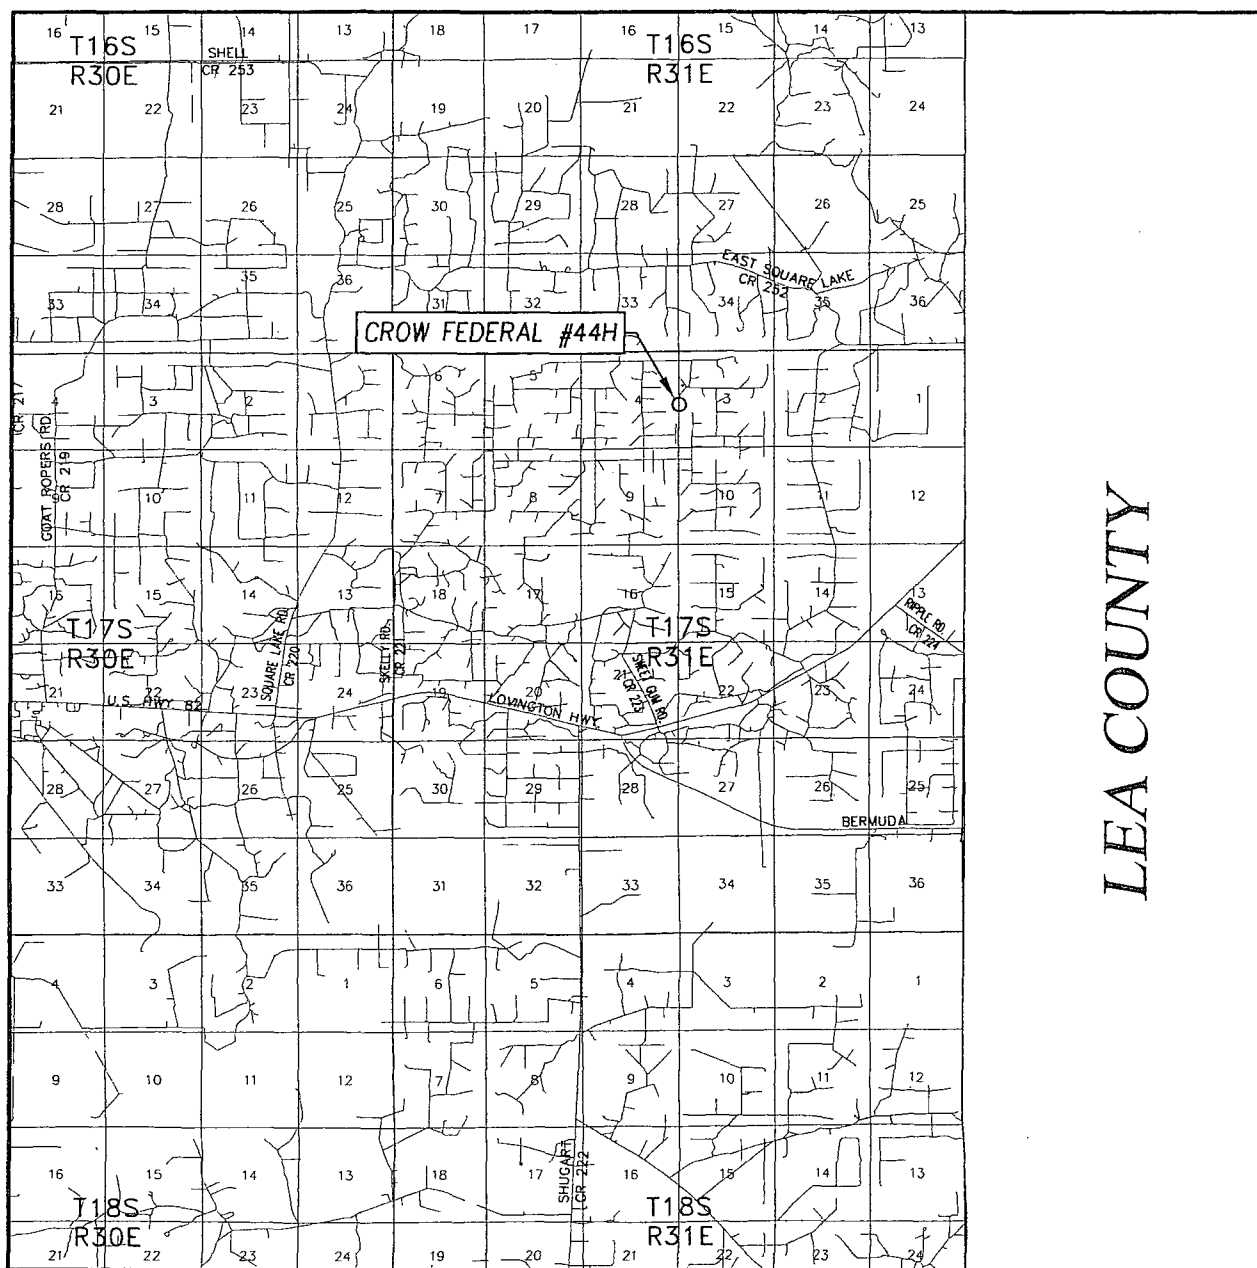 16 15 14 13 18 17 16 15 14 13
T16S
R30E
SHELL
CR 253
T16S
R31E
21 22 23 24 19 20 21 22 23 24
28 27 26 25 30 29 28 27 26 25
EAST SQUARE LAKE
CR 252
33 34 35 36 31 32 33 34 35 36
CROW FEDERAL #44H
CR 217
4 3 2 1 6 5 4 3 2 1
GOAT ROPERS RD.
CR 219
9 10 11 12 7 8 9 10 11 12
16 15 14 13 18 17 16 15 14 13
T17S
R30E
SQUARE LAKE RD.
CR 220
SKELLY RD.
CR 221
T17S
R31E
RIPPLE RD.
CR 224
SWEET GUM RD.
CR 223
21 22 23 24 19 20 21 22 23 24
U.S. HWY 82
LOVINGTON HWY
28 27 26 25 30 29 28 27 26 25
BERMUDA
33 34 35 36 31 32 33 34 35 36
4 3 2 1 6 5 4 3 2 1
9 10 11 12 7 8 9 10 11 12
16 15 14 13 18 17 16 15 14 13
SHUGART
CR 222
T18S
R30E
T18S
R31E
21 22 23 24 19 20 21 22 23 24
LEA COUNTY